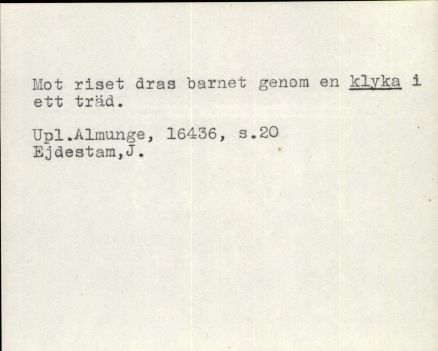 Mot riset dras barnet genom en klyka i
ett träd.
Upl.Almunge, 16436, s.20
Ejdestam,J.